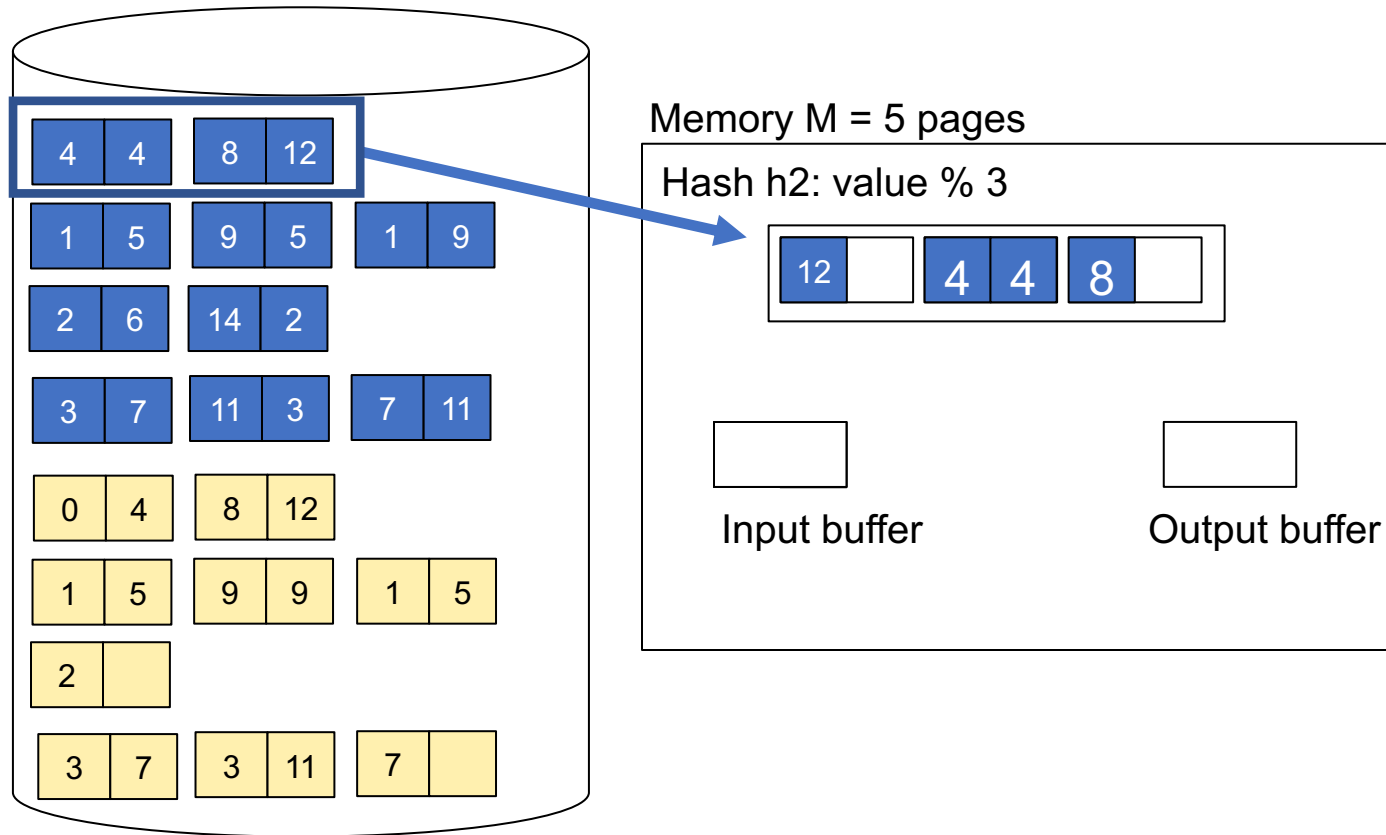 Memory M = 5 pages
Hash h2: value % 3
4 4 8 12
12 4 4 8
1 5 9 5 1 9
2 6 14 2
3 7 11 3 7 11
0 4 8 12
Input buffer Output buffer
1 5 9 9 1 5
2
3 7 3 11 7